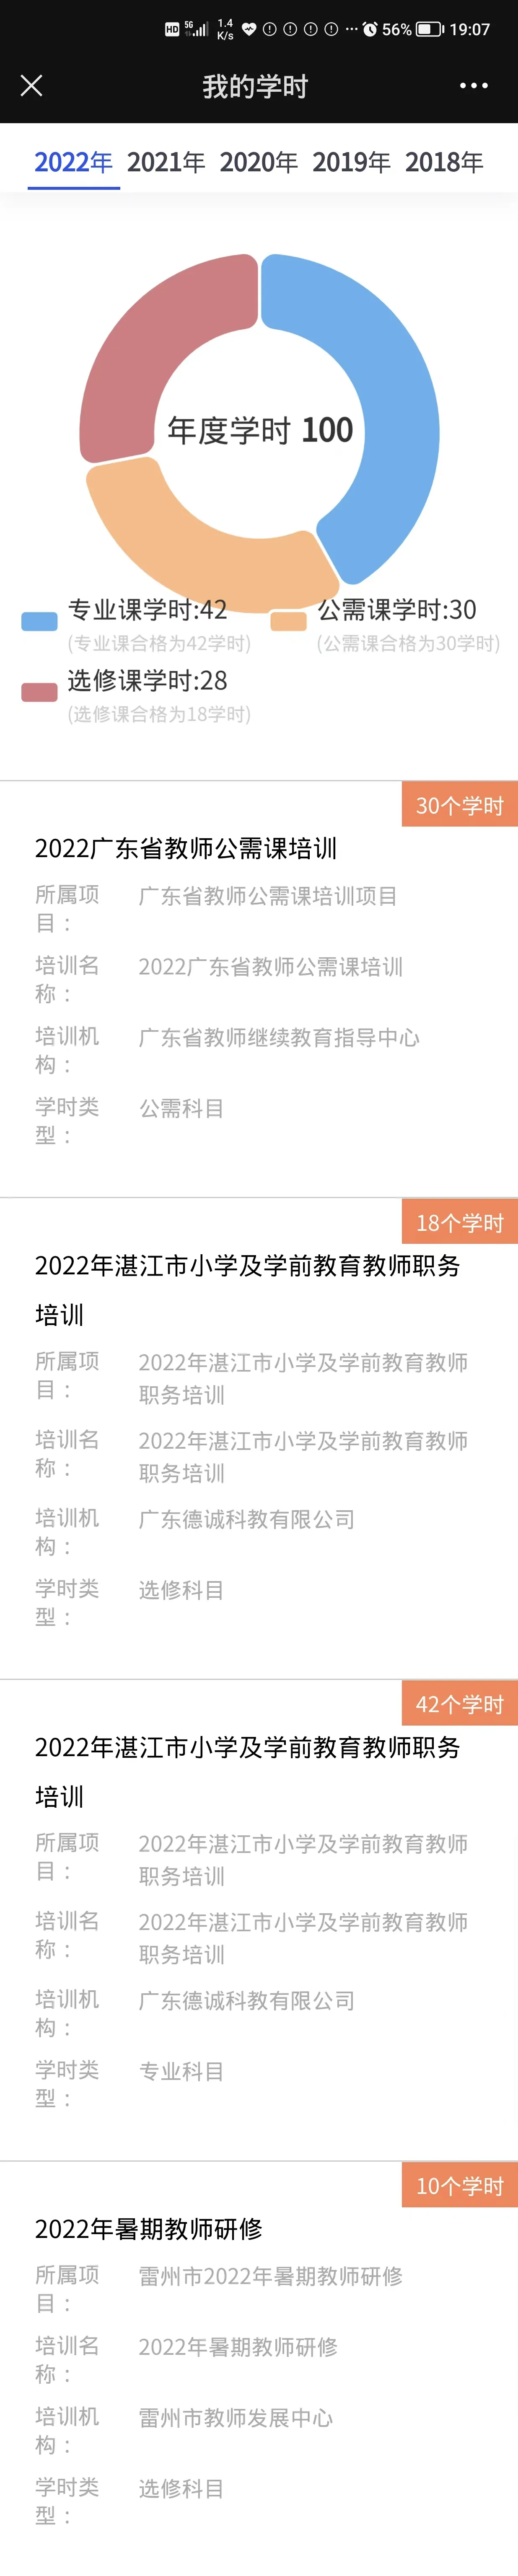 HD 5G 1.4 K/s ... 56% 19:07
我的学时
2022年 2021年 2020年 2019年 2018年
年度学时 100
专业课学时:42 公需课学时:30
(专业课合格为42学时) (公需课合格为30学时)
选修课学时:28
(选修课合格为18学时)
30个学时
2022广东省教师公需课培训
所属项 广东省教师公需课培训项目
目：
培训名 2022广东省教师公需课培训
称：
培训机 广东省教师继续教育指导中心
构：
学时类 公需科目
型：
18个学时
2022年湛江市小学及学前教育教师职务
培训
所属项 2022年湛江市小学及学前教育教师
目： 职务培训
培训名 2022年湛江市小学及学前教育教师
称： 职务培训
培训机 广东德诚科教有限公司
构：
学时类 选修科目
型：
42个学时
2022年湛江市小学及学前教育教师职务
培训
所属项 2022年湛江市小学及学前教育教师
目： 职务培训
培训名 2022年湛江市小学及学前教育教师
称： 职务培训
培训机 广东德诚科教有限公司
构：
学时类 专业科目
型：
10个学时
2022年暑期教师研修
所属项 雷州市2022年暑期教师研修
目：
培训名 2022年暑期教师研修
称：
培训机 雷州市教师发展中心
构：
学时类 选修科目
型：